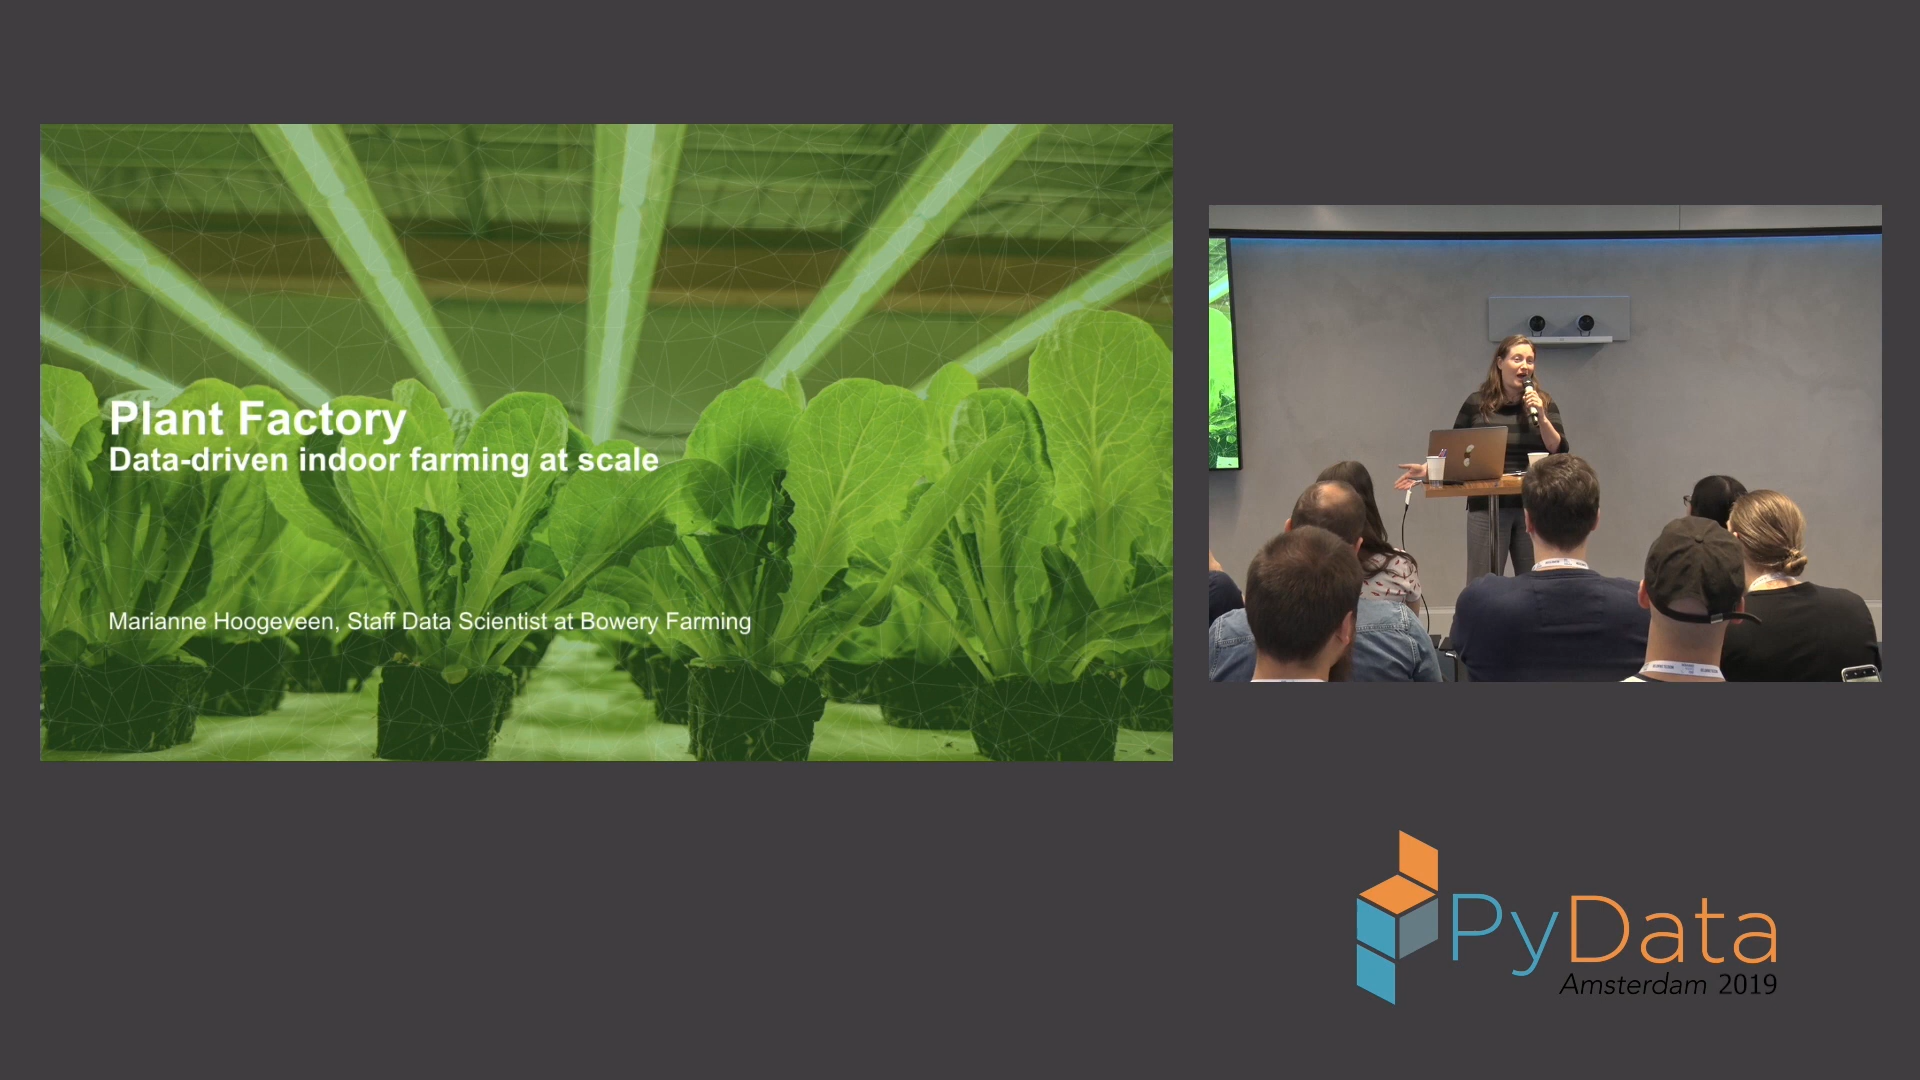 Plant Factory
Data-driven indoor farming at scale
Marianne Hoogeveen, Staff Data Scientist at Bowery Farming
PyData
Amsterdam 2019